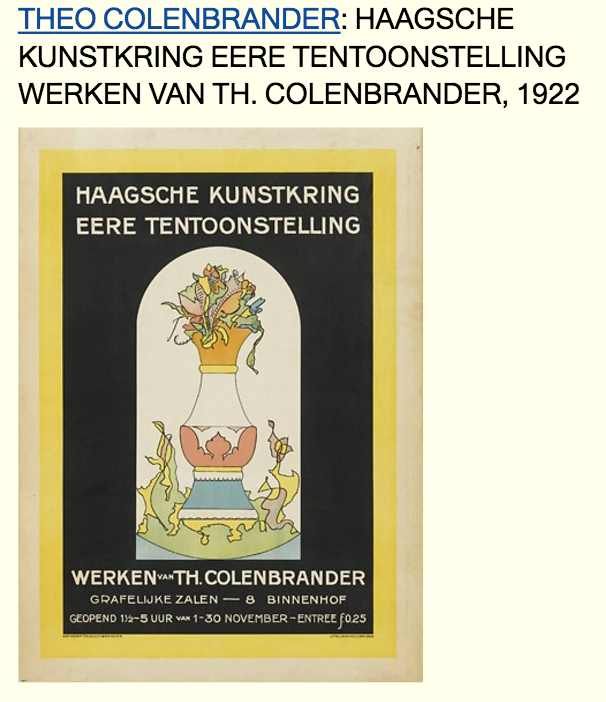 THEO COLENBRANDER: HAAGSCHE
KUNSTKRING EERE TENTOONSTELLING
WERKEN VAN TH. COLENBRANDER, 1922
HAAGSCHE KUNSTKRING
EERE TENTOONSTELLING
WERKEN VAN TH. COLENBRANDER
GRAFELIJKE ZALEN — 8 BINNENHOF
GEOPEND 1½-5 UUR VAN 1-30 NOVEMBER - ENTREE ƒ0.25